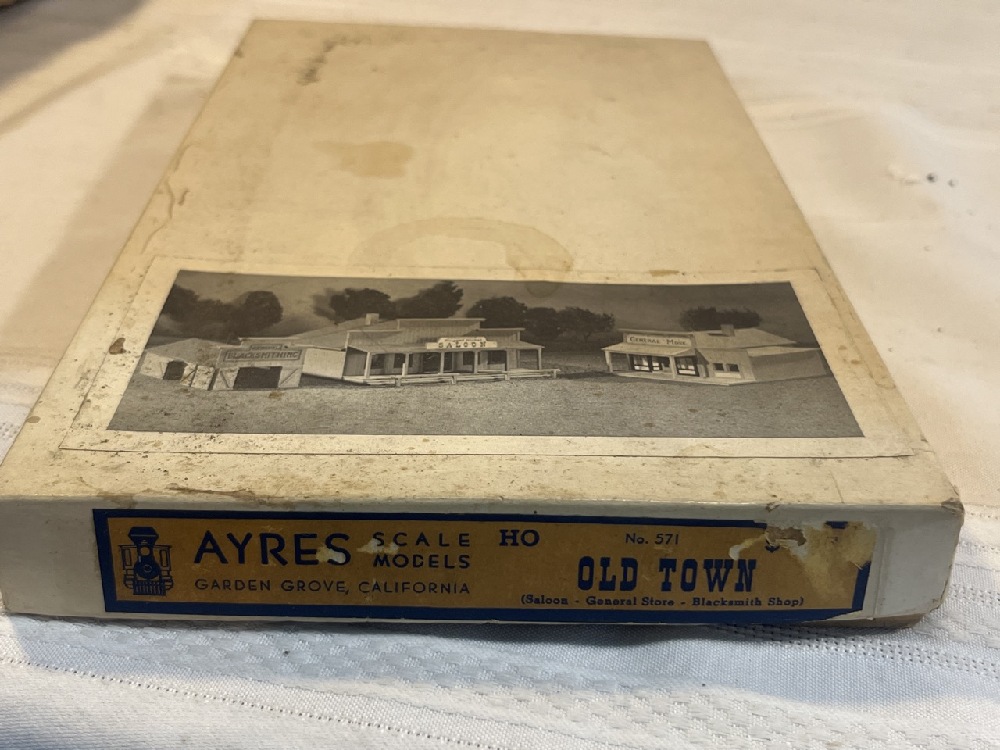 BLACKSMITHING
SALOON
GENERAL MDSE.
AYRES SCALE MODELS
GARDEN GROVE, CALIFORNIA
HO
No. 571
OLD TOWN
(Saloon - General Store - Blacksmith Shop)